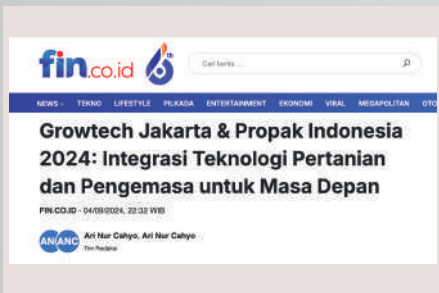 fin.co.id 6th
Cari berita....
NEWS TEKNO LIFESTYLE PILKADA ENTERTAINMENT EKONOMI VIRAL MEGAPOLITAN OTO
Growtech Jakarta & Propak Indonesia
2024: Integrasi Teknologi Pertanian
dan Pengemasa untuk Masa Depan
FIN.CO.ID - 04/09/2024, 22:32 WIB
AN ANC Ari Nur Cahyo, Ari Nur Cahyo
Tim Redaksi